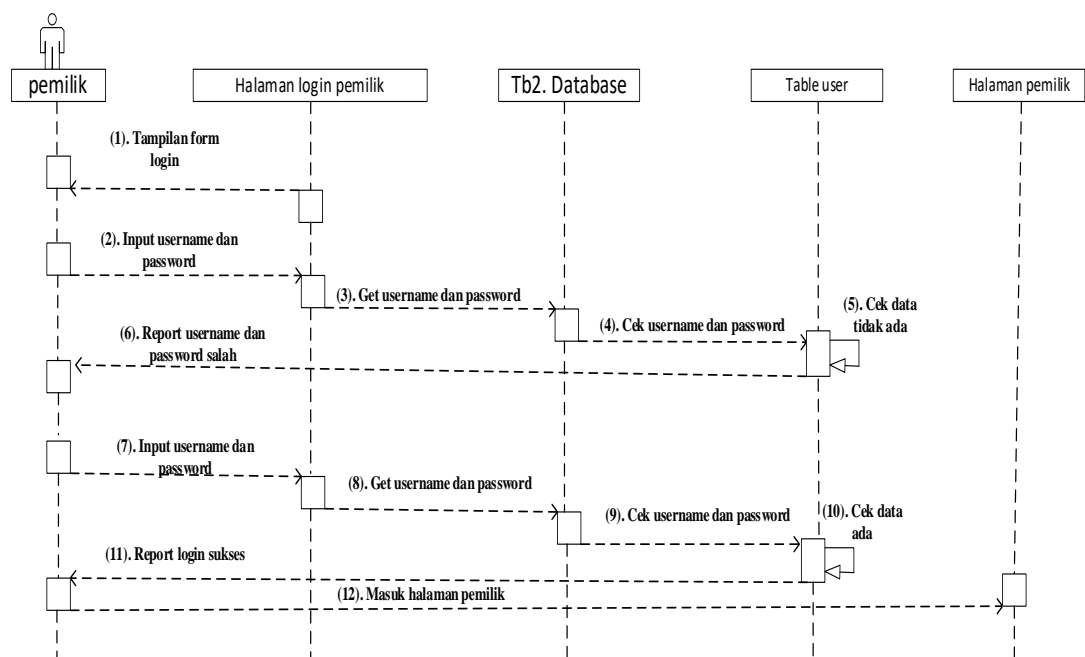 pemilik
Halaman login pemilik
Tb2. Database
Table user
Halaman pemilik
(1). Tampilan form
login
(2). Input username dan
password
(3). Get username dan password
(4). Cek username dan password
(5). Cek data
tidak ada
(6). Report username dan
password salah
(7). Input username dan
password
(8). Get username dan password
(9). Cek username dan password
(10). Cek data
ada
(11). Report login sukses
(12). Masuk halaman pemilik